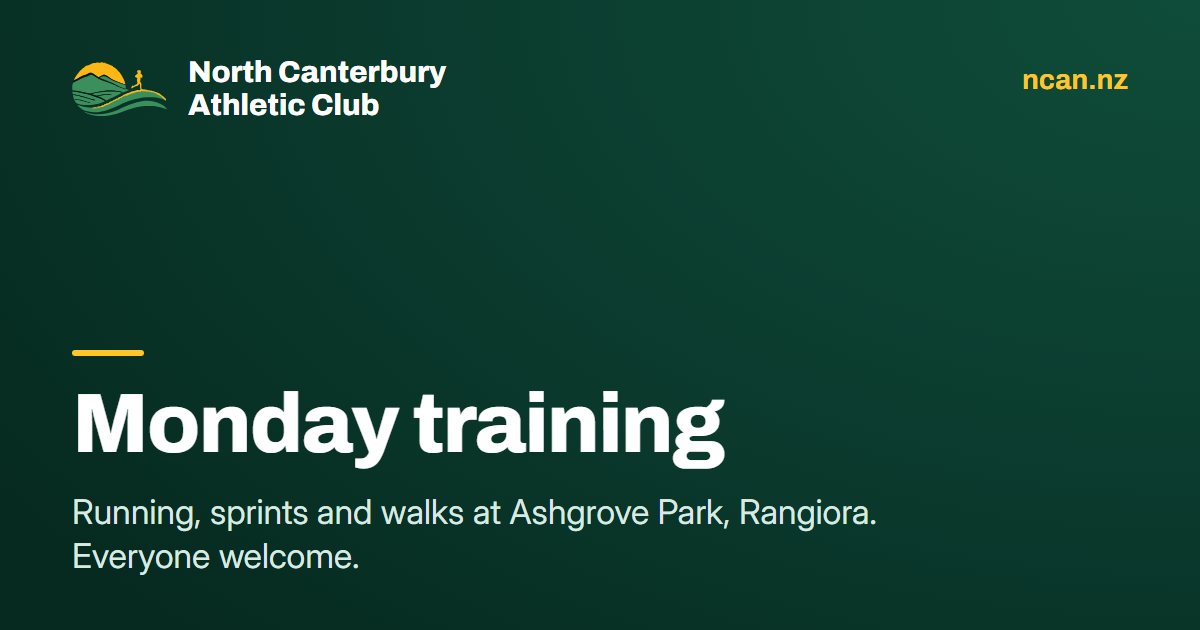 North Canterbury
Athletic Club
ncan.nz
Monday training
Running, sprints and walks at Ashgrove Park, Rangiora.
Everyone welcome.